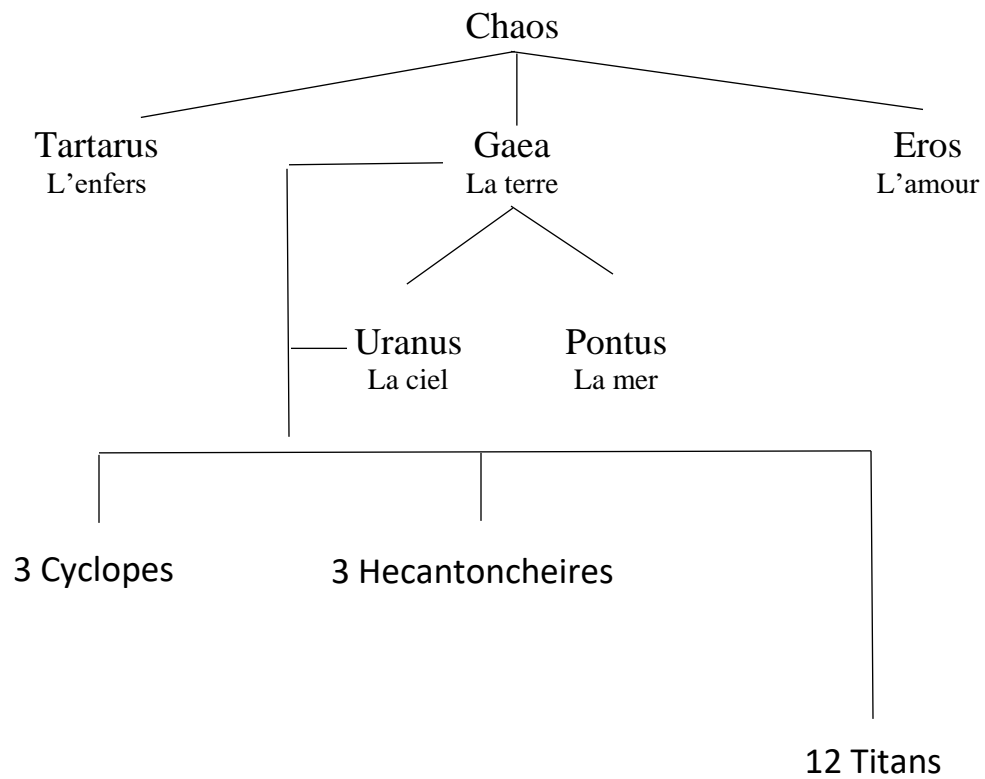 Chaos
Tartarus
L'enfers
Gaea
La terre
Eros
L'amour
Uranus
La ciel
Pontus
La mer
3 Cyclopes
3 Hecantoncheires
12 Titans